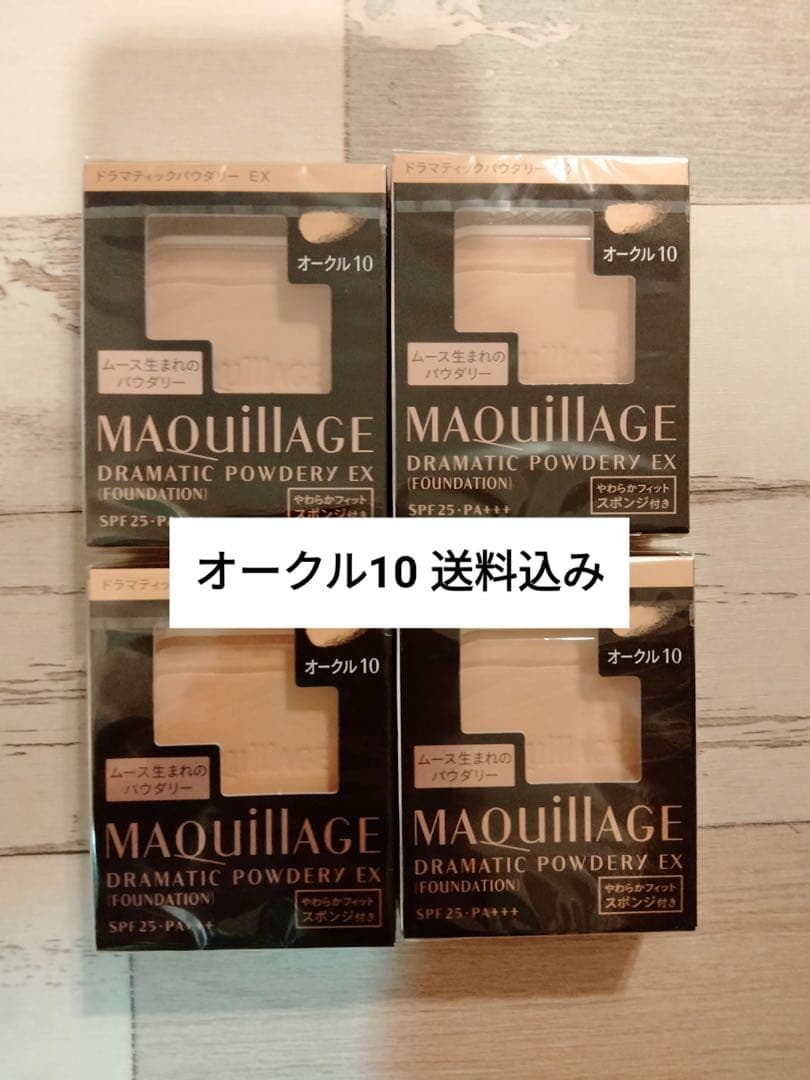 ドラマティックパウダリー EX
オークル10
ムース生まれの
パウダリー
MAQuillAGE
DRAMATIC POWDERY EX
(FOUNDATION)
やわらかフィット
スポンジ付き
SPF25・PA
ドラマティックパウダリー
オークル10
ムース生まれの
パウダリー
MAQuillAGE
DRAMATIC POWDERY EX
(FOUNDATION)
やわらかフィット
スポンジ付き
SPF25・PA+++
オークル10 送料込み
オークル10
ムース生まれの
パウダリー
MAQuillAGE
DRAMATIC POWDERY EX
(FOUNDATION)
やわらかフィット
スポンジ付き
SPF25・PA+++
オークル10
ムース生まれの
パウダリー
MAQuillAGE
DRAMATIC POWDERY EX
(FOUNDATION)
やわらかフィット
スポンジ付き
SPF25・PA+++